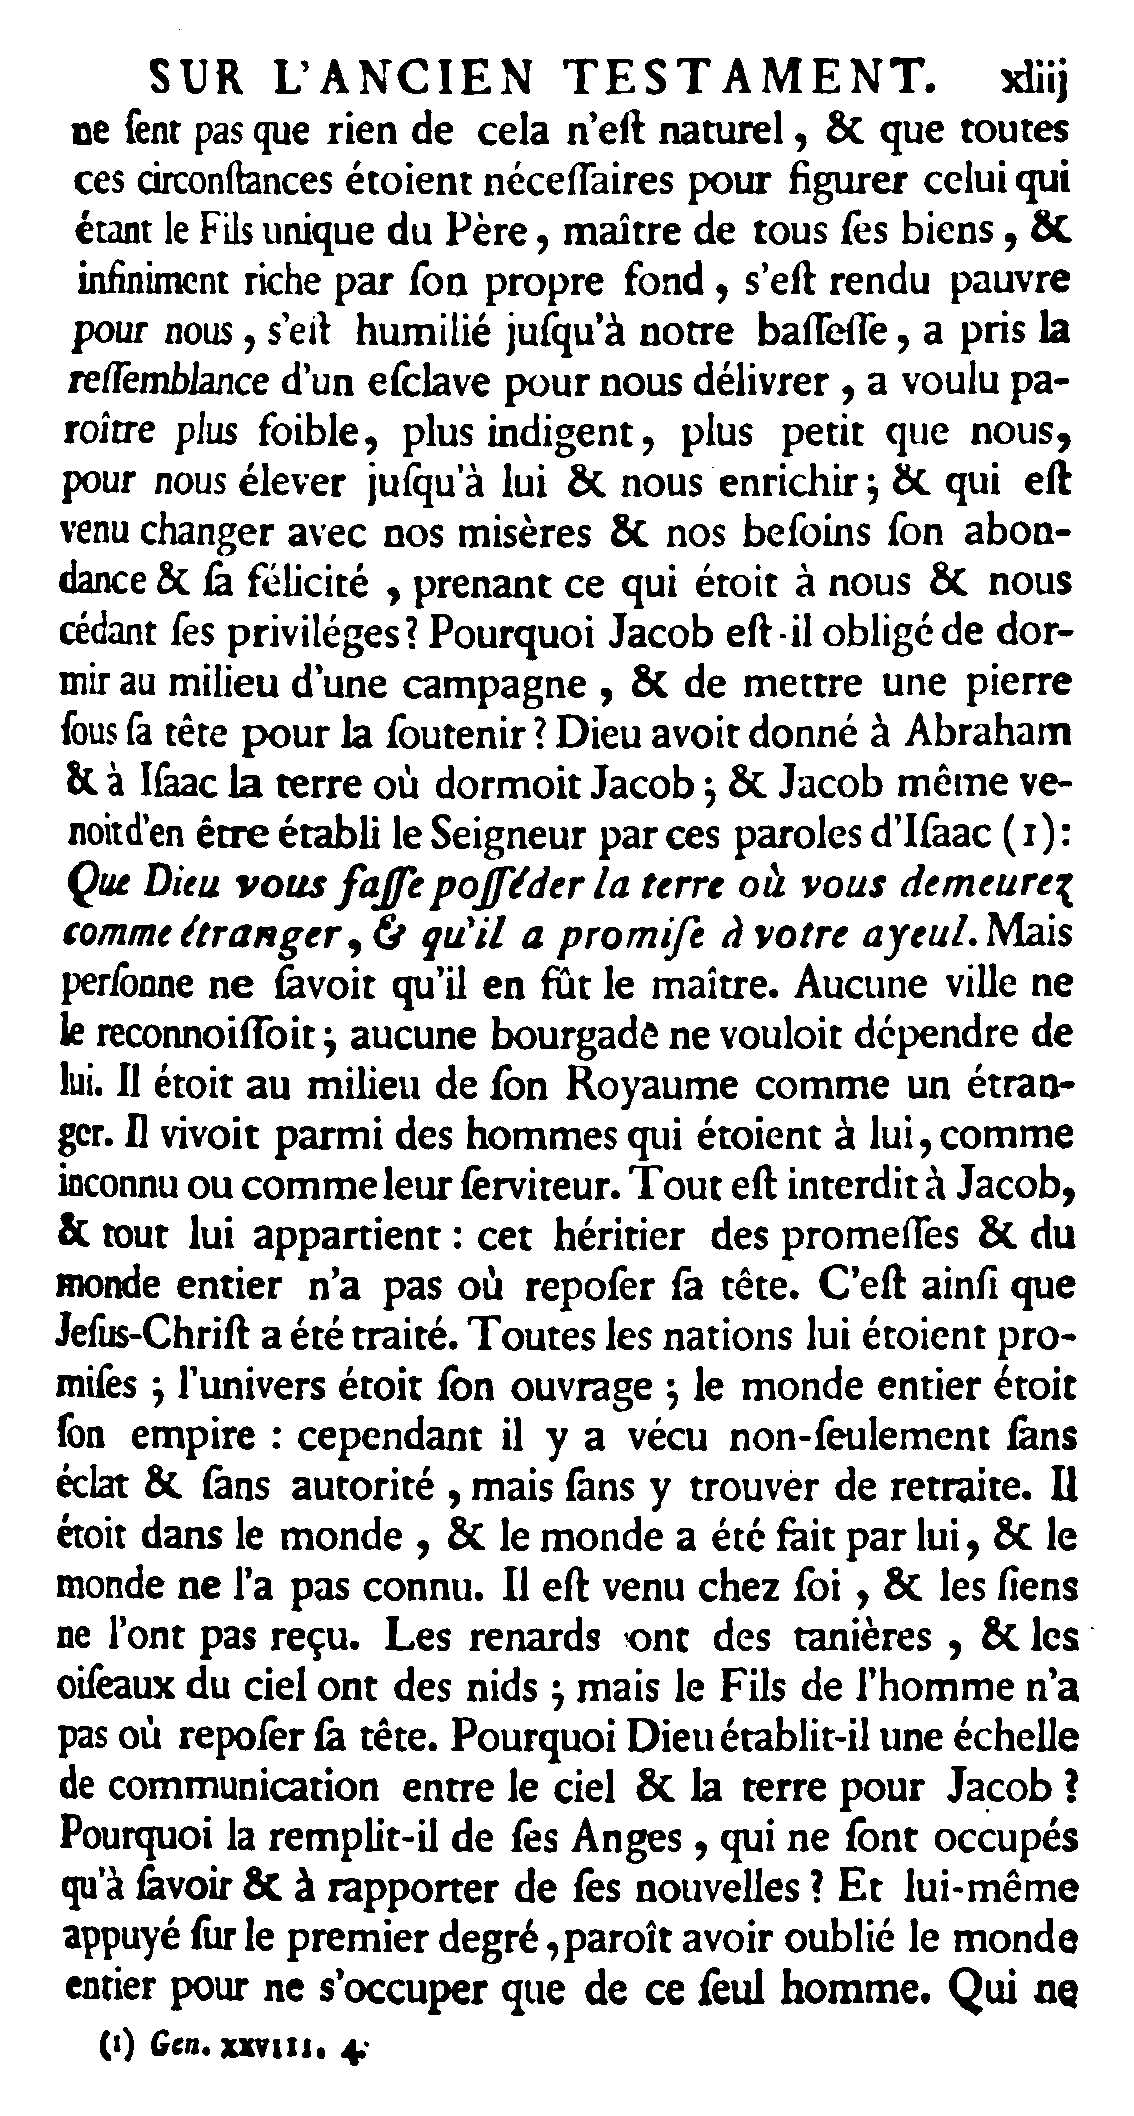 SUR L'ANCIEN TESTAMENT. xliij
ne ſent pas que rien de cela n'eſt naturel, & que toutes
ces circonſtances étoient néceſſaires pour figurer celui qui
étant le Fils unique du Père, maître de tous ſes biens, &
infiniment riche par ſon propre fond, s'eſt rendu pauvre
pour nous, s'eſt humilié juſqu'à notre baſſeſſe, a pris la
reſſemblance d'un eſclave pour nous délivrer, a voulu pa-
roître plus foible, plus indigent, plus petit que nous,
pour nous élever juſqu'à lui & nous enrichir; & qui eſt
venu changer avec nos misères & nos beſoins ſon abon-
dance & ſa félicité, prenant ce qui étoit à nous & nous
cédant ſes priviléges? Pourquoi Jacob eſt-il obligé de dor-
mir au milieu d'une campagne, & de mettre une pierre
ſous ſa tête pour la ſoutenir? Dieu avoit donné à Abraham
& à Iſaac la terre où dormoit Jacob; & Jacob même ve-
noit d'en être établi le Seigneur par ces paroles d'Iſaac (1):
Que Dieu vous faſſe poſſéder la terre où vous demeurez
comme étranger, & qu'il a promiſe à votre ayeul. Mais
perſonne ne ſavoit qu'il en fût le maître. Aucune ville ne
le reconnoiſſoit; aucune bourgade ne vouloit dépendre de
lui. Il étoit au milieu de ſon Royaume comme un étran-
ger. Il vivoit parmi des hommes qui étoient à lui, comme
inconnu ou comme leur ſerviteur. Tout eſt interdit à Jacob,
& tout lui appartient : cet héritier des promeſſes & du
monde entier n'a pas où repoſer ſa tête. C'eſt ainſi que
Jeſus-Chriſt a été traité. Toutes les nations lui étoient pro-
miſes; l'univers étoit ſon ouvrage; le monde entier étoit
ſon empire : cependant il y a vécu non-ſeulement ſans
éclat & ſans autorité, mais ſans y trouver de retraite. Il
étoit dans le monde, & le monde a été fait par lui, & le
monde ne l'a pas connu. Il eſt venu chez ſoi, & les ſiens
ne l'ont pas reçu. Les renards ont des tanières, & les
oiſeaux du ciel ont des nids; mais le Fils de l'homme n'a
pas où repoſer ſa tête. Pourquoi Dieu établit-il une échelle
de communication entre le ciel & la terre pour Jacob?
Pourquoi la remplit-il de ſes Anges, qui ne ſont occupés
qu'à ſavoir & à rapporter de ſes nouvelles? Et lui-même
appuyé ſur le premier degré, paroît avoir oublié le monde
entier pour ne s'occuper que de ce ſeul homme. Qui ne
(1) Gen. XXVIII. 4.